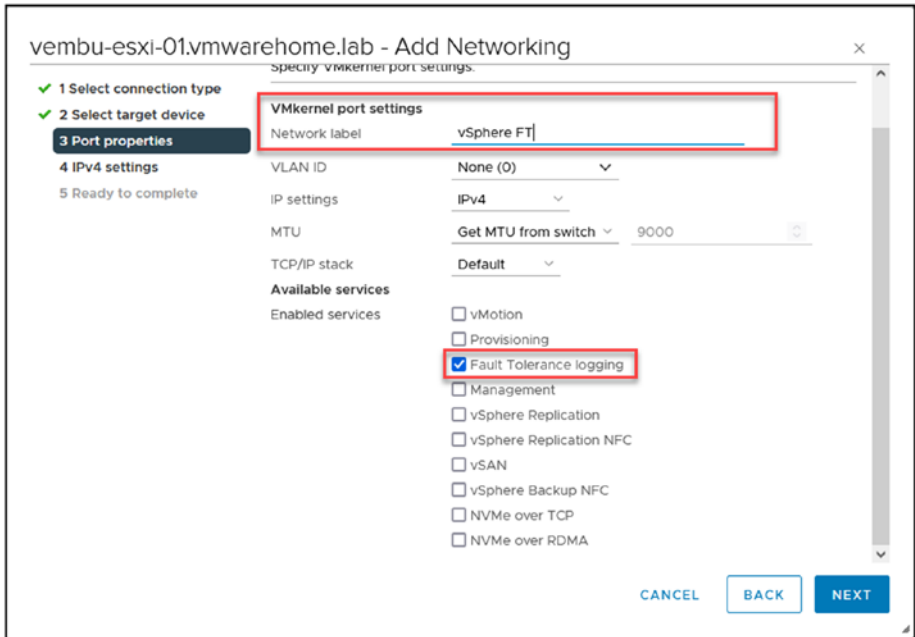 vembu-esxi-01.vmwarehome.lab - Add Networking
Specify VMkernel port settings.
1 Select connection type
2 Select target device
3 Port properties
4 IPv4 settings
5 Ready to complete
VMkernel port settings
Network label vSphere FT
VLAN ID None (0)
IP settings IPv4
MTU Get MTU from switch 9000
TCP/IP stack Default
Available services
Enabled services vMotion
Provisioning
Fault Tolerance logging
Management
vSphere Replication
vSphere Replication NFC
vSAN
vSphere Backup NFC
NVMe over TCP
NVMe over RDMA
CANCEL BACK NEXT